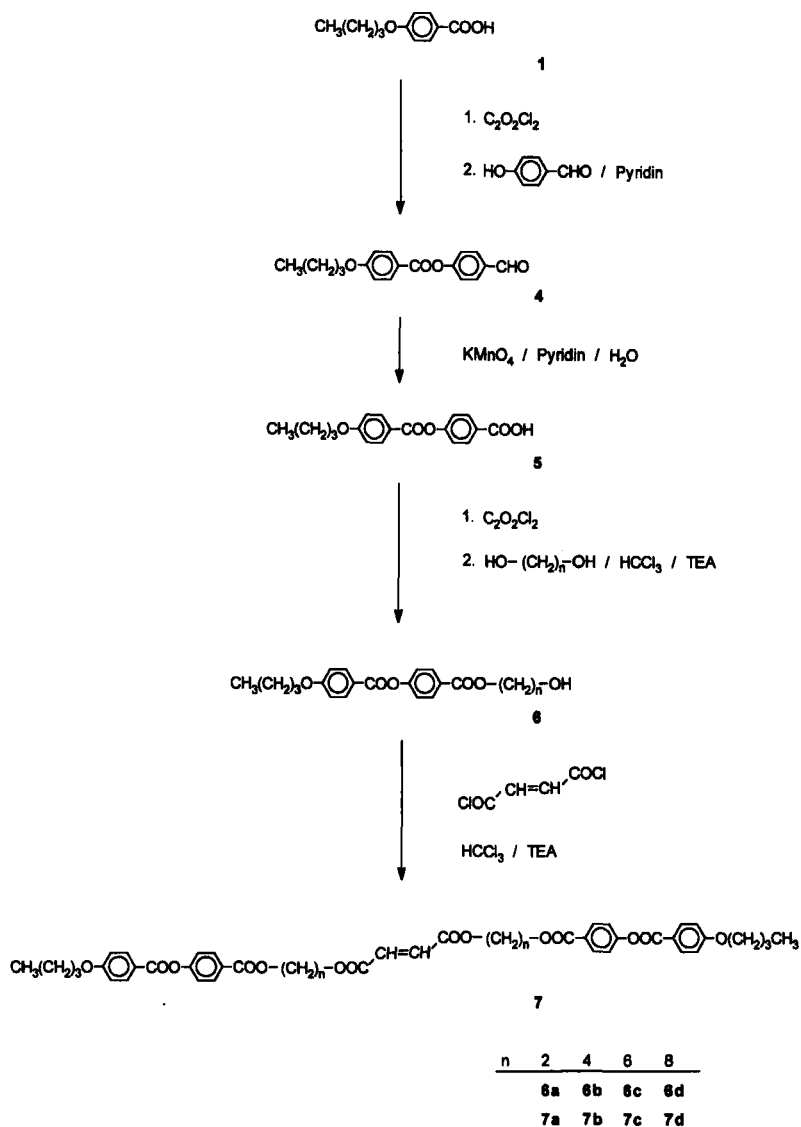 CH₃(CH₂)₃O-COOH
1
1. C₂O₂Cl₂
2. HO-CHO / Pyridin
CH₃(CH₂)₃O-COO-CHO
4
KMnO₄ / Pyridin / H₂O
CH₃(CH₂)₃O-COO-COOH
5
1. C₂O₂Cl₂
2. HO-(CH₂)n-OH / HCCl₃ / TEA
CH₃(CH₂)₃O-COO-COO-(CH₂)n-OH
6
ClOC CH=CH COCl
HCCl₃ / TEA
CH₃(CH₂)₃O-COO-COO-(CH₂)n-OOC CH=CH COO-(CH₂)n-OOC-OOC-O(CH₂)₃CH₃
7
n 2 4 6 8
6a 6b 6c 6d
7a 7b 7c 7d